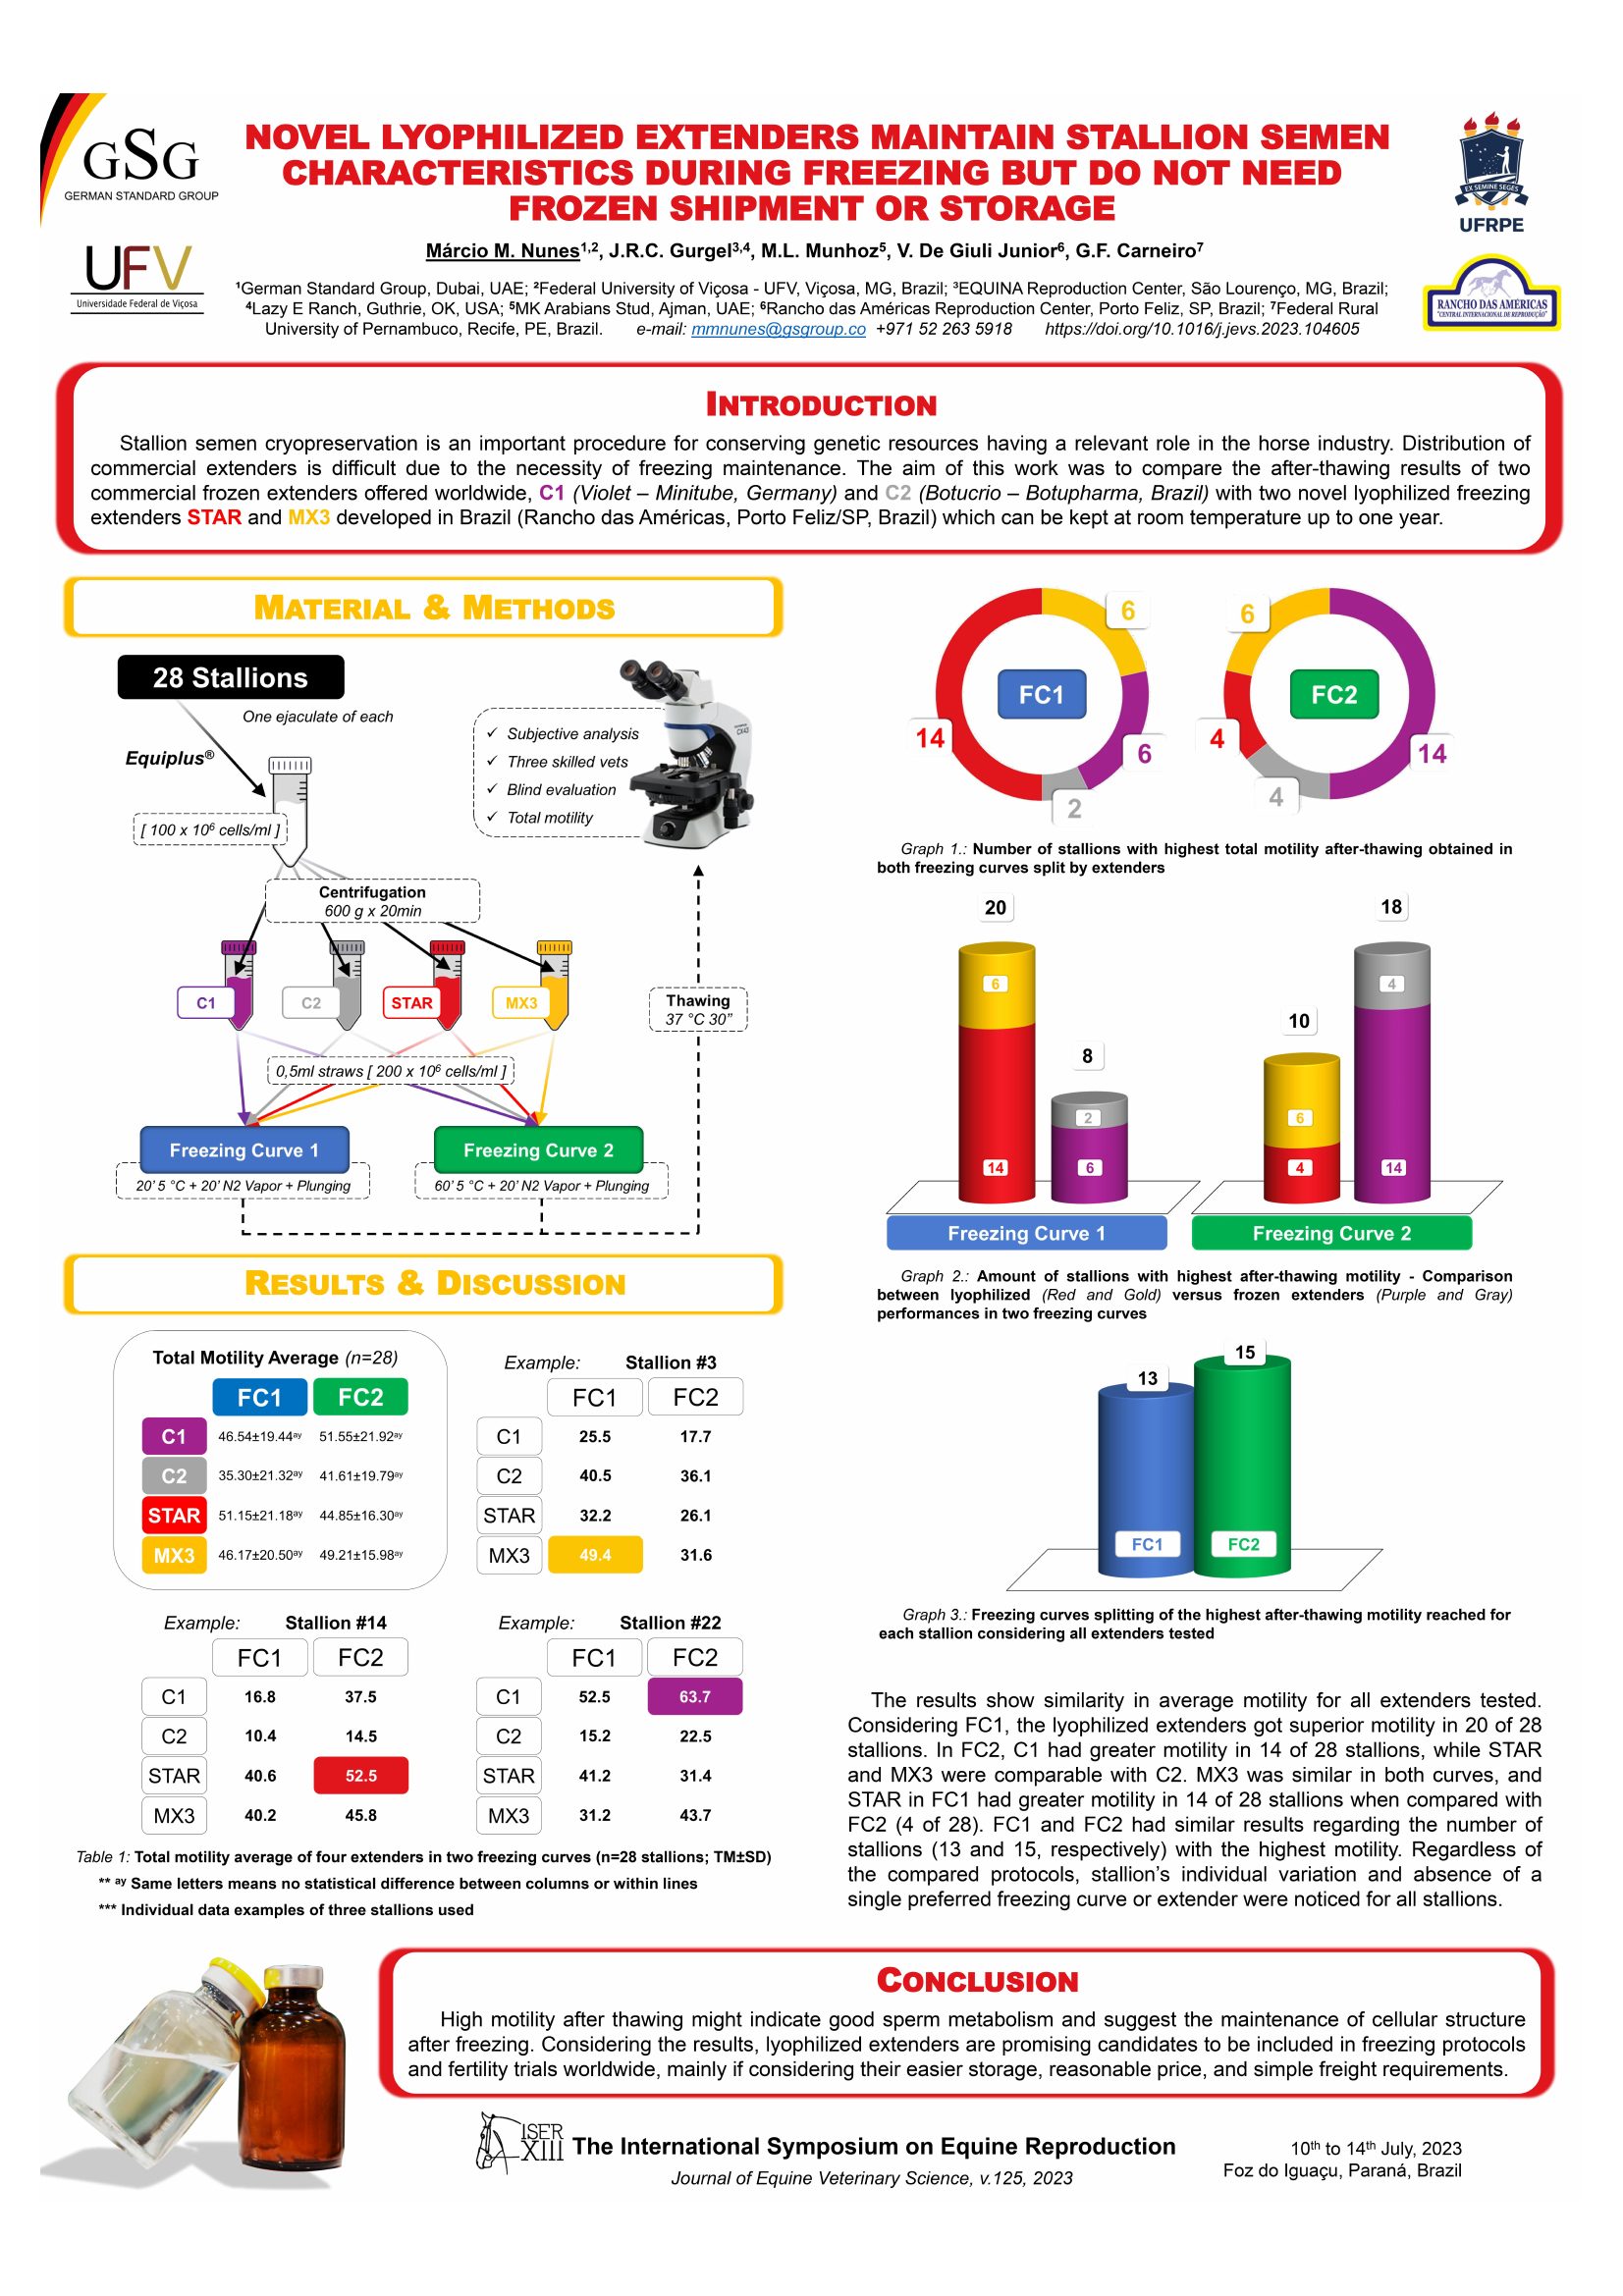 GSG
GERMAN STANDARD GROUP
UFV
Universidade Federal de Viçosa
NOVEL LYOPHILIZED EXTENDERS MAINTAIN STALLION SEMEN
CHARACTERISTICS DURING FREEZING BUT DO NOT NEED
FROZEN SHIPMENT OR STORAGE
Márcio M. Nunes¹,², J.R.C. Gurgel³,⁴, M.L. Munhoz⁵, V. De Giuli Junior⁶, G.F. Carneiro⁷
¹German Standard Group, Dubai, UAE; ²Federal University of Viçosa - UFV, Viçosa, MG, Brazil; ³EQUINA Reproduction Center, São Lourenço, MG, Brazil;
⁴Lazy E Ranch, Guthrie, OK, USA; ⁵MK Arabians Stud, Ajman, UAE; ⁶Rancho das Américas Reproduction Center, Porto Feliz, SP, Brazil; ⁷Federal Rural
University of Pernambuco, Recife, PE, Brazil. e-mail: mmnunes@gsgroup.co +971 52 263 5918 https://doi.org/10.1016/j.jevs.2023.104605
EX SEMINE SEGES
UFRPE
RANCHO DAS AMÉRICAS
"CENTRAL INTERNACIONAL DE REPRODUÇÃO"
INTRODUCTION
Stallion semen cryopreservation is an important procedure for conserving genetic resources having a relevant role in the horse industry. Distribution of
commercial extenders is difficult due to the necessity of freezing maintenance. The aim of this work was to compare the after-thawing results of two
commercial frozen extenders offered worldwide, C1 (Violet – Minitube, Germany) and C2 (Botucrio – Botupharma, Brazil) with two novel lyophilized freezing
extenders STAR and MX3 developed in Brazil (Rancho das Américas, Porto Feliz/SP, Brazil) which can be kept at room temperature up to one year.
MATERIAL & METHODS
28 Stallions
One ejaculate of each
Equiplus®
[ 100 x 10⁶ cells/ml ]
✓ Subjective analysis
✓ Three skilled vets
✓ Blind evaluation
✓ Total motility
Centrifugation
600 g x 20min
C1
C2
STAR
MX3
Thawing
37 °C 30”
0,5ml straws [ 200 x 10⁶ cells/ml ]
Freezing Curve 1
Freezing Curve 2
20’ 5 °C + 20’ N2 Vapor + Plunging
60’ 5 °C + 20’ N2 Vapor + Plunging
RESULTS & DISCUSSION
Total Motility Average (n=28)
FC1 FC2
C1 46.54±19.44ᵃʸ 51.55±21.92ᵃʸ
C2 35.30±21.32ᵃʸ 41.61±19.79ᵃʸ
STAR 51.15±21.18ᵃʸ 44.85±16.30ᵃʸ
MX3 46.17±20.50ᵃʸ 49.21±15.98ᵃʸ
Example: Stallion #3
FC1 FC2
C1 25.5 17.7
C2 40.5 36.1
STAR 32.2 26.1
MX3 49.4 31.6
Example: Stallion #14
FC1 FC2
C1 16.8 37.5
C2 10.4 14.5
STAR 40.6 52.5
MX3 40.2 45.8
Example: Stallion #22
FC1 FC2
C1 52.5 63.7
C2 15.2 22.5
STAR 41.2 31.4
MX3 31.2 43.7
Table 1: Total motility average of four extenders in two freezing curves (n=28 stallions; TM±SD)
** ᵃʸ Same letters means no statistical difference between columns or within lines
*** Individual data examples of three stallions used
6
FC1
14
6
2
6
FC2
4
14
4
Graph 1.: Number of stallions with highest total motility after-thawing obtained in
both freezing curves split by extenders
20
6
14
8
2
6
10
6
4
18
4
14
Freezing Curve 1
Freezing Curve 2
Graph 2.: Amount of stallions with highest after-thawing motility - Comparison
between lyophilized (Red and Gold) versus frozen extenders (Purple and Gray)
performances in two freezing curves
13
15
FC1
FC2
Graph 3.: Freezing curves splitting of the highest after-thawing motility reached for
each stallion considering all extenders tested
The results show similarity in average motility for all extenders tested.
Considering FC1, the lyophilized extenders got superior motility in 20 of 28
stallions. In FC2, C1 had greater motility in 14 of 28 stallions, while STAR
and MX3 were comparable with C2. MX3 was similar in both curves, and
STAR in FC1 had greater motility in 14 of 28 stallions when compared with
FC2 (4 of 28). FC1 and FC2 had similar results regarding the number of
stallions (13 and 15, respectively) with the highest motility. Regardless of
the compared protocols, stallion’s individual variation and absence of a
single preferred freezing curve or extender were noticed for all stallions.
CONCLUSION
High motility after thawing might indicate good sperm metabolism and suggest the maintenance of cellular structure
after freezing. Considering the results, lyophilized extenders are promising candidates to be included in freezing protocols
and fertility trials worldwide, mainly if considering their easier storage, reasonable price, and simple freight requirements.
ISER
XIII
The International Symposium on Equine Reproduction
Journal of Equine Veterinary Science, v.125, 2023
10th to 14th July, 2023
Foz do Iguaçu, Paraná, Brazil